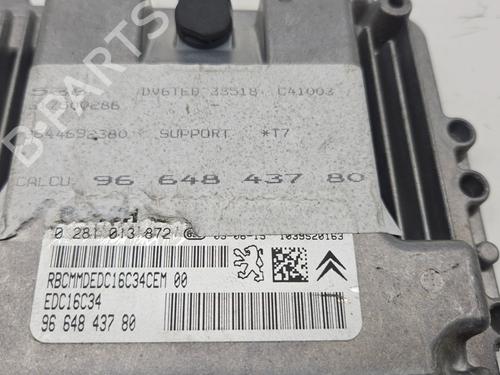 DV6TED 33518 C41003
9644692380 SUPPORT *T7
CALCU. 96 648 437 80
0 281 013 872 1039S20163
RBCMMDEDC16C34CEM 00
EDC16C34
96 648 437 80